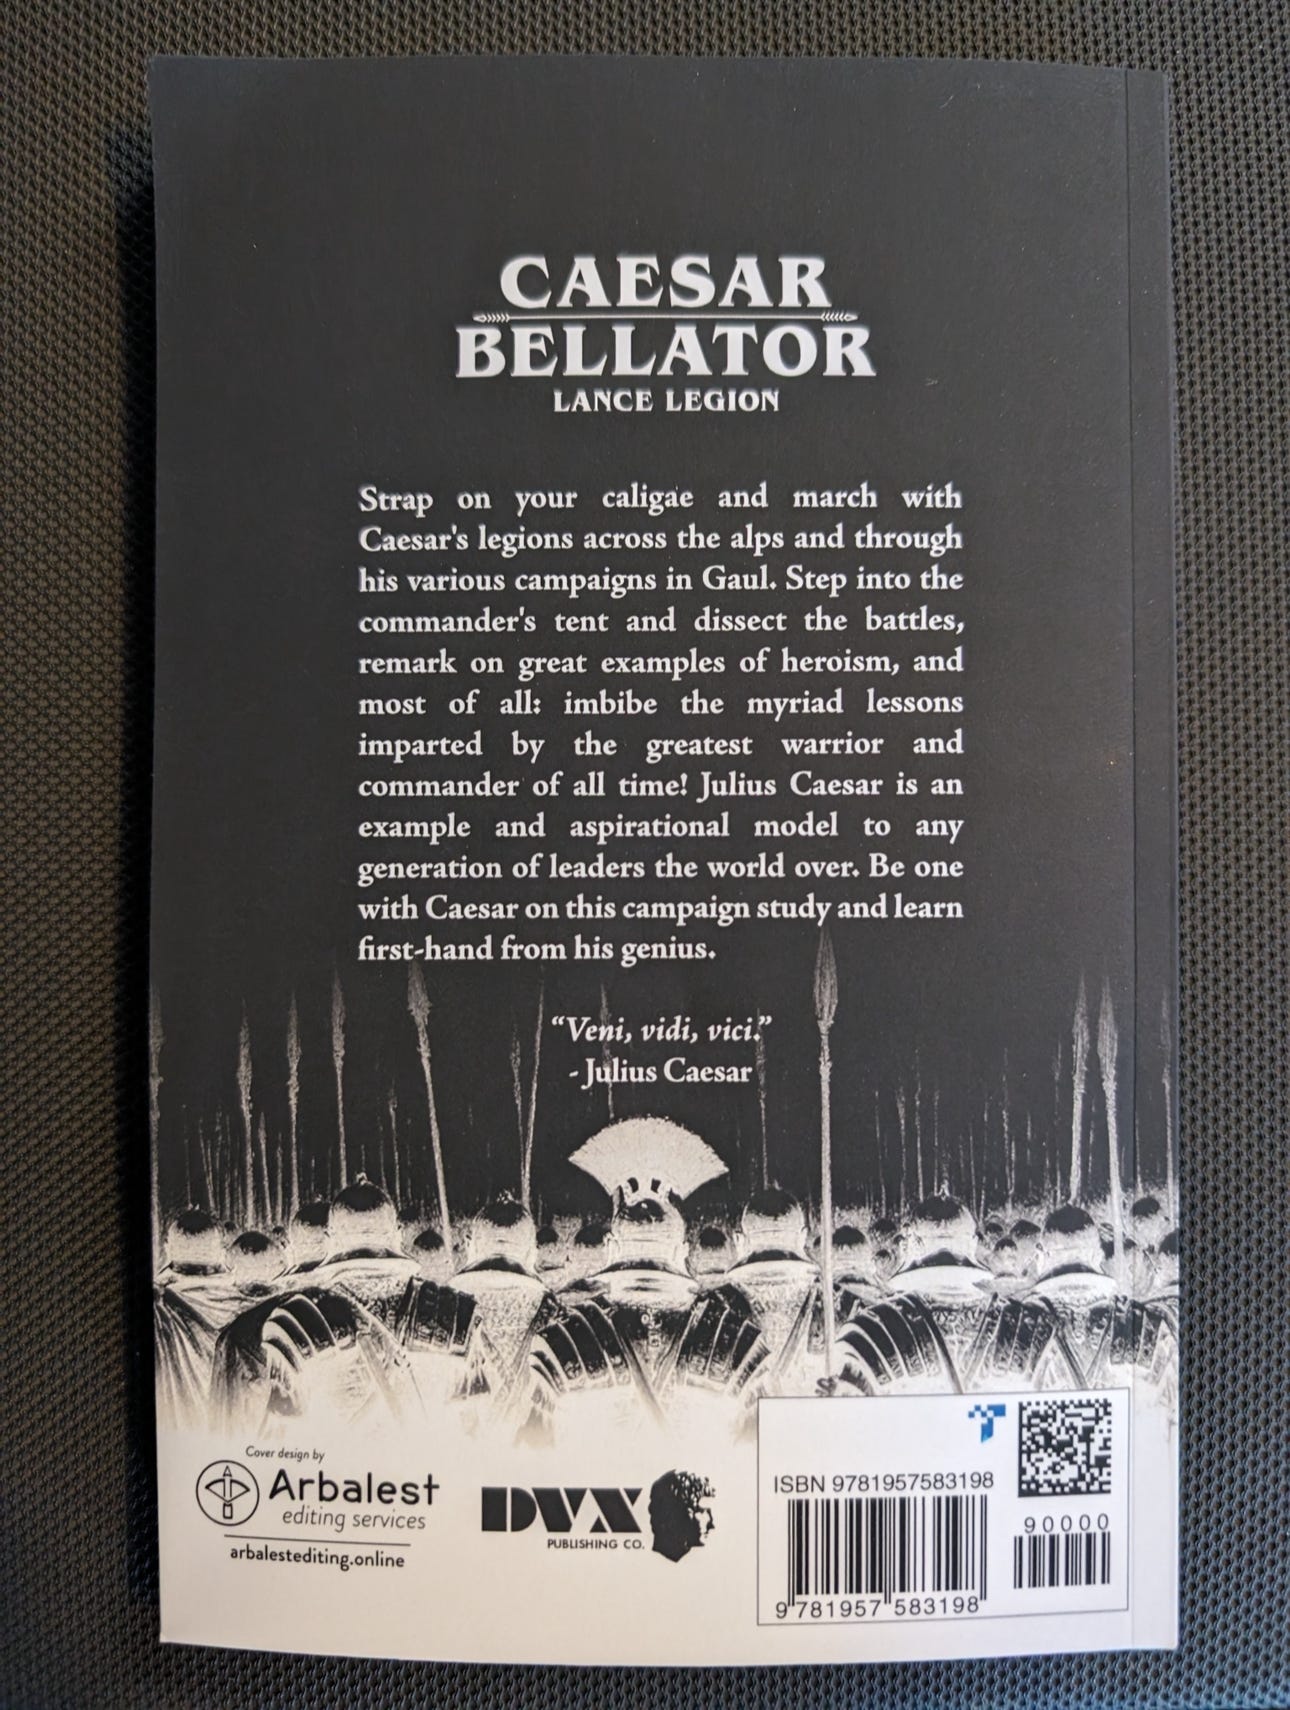 CAESAR
BELLATOR
LANCE LEGION
Strap on your caligae and march with
Caesar's legions across the alps and through
his various campaigns in Gaul. Step into the
commander's tent and dissect the battles,
remark on great examples of heroism, and
most of all: imbibe the myriad lessons
imparted by the greatest warrior and
commander of all time! Julius Caesar is an
example and aspirational model to any
generation of leaders the world over. Be one
with Caesar on this campaign study and learn
first-hand from his genius.
“Veni, vidi, vici.”
- Julius Caesar
Cover design by
Arbalest
editing services
arbalestediting.online
DVX
PUBLISHING CO.
ISBN 9781957583198
90000
9 781957 583198